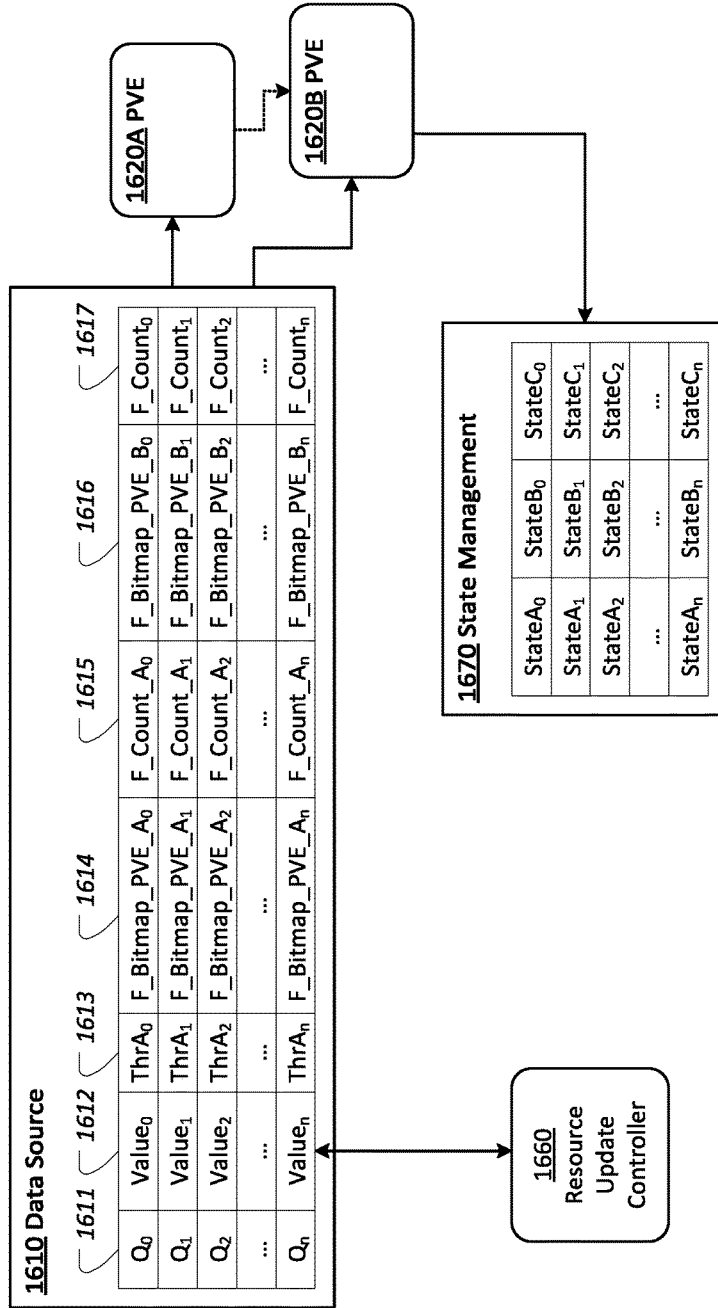 1610 Data Source
1611 1612 1613 1614 1615 1616 1617
Q₀ Value₀ ThrA₀ F_Bitmap_PVE_A₀ F_Count_A₀ F_Bitmap_PVE_B₀ F_Count₀
Q₁ Value₁ ThrA₁ F_Bitmap_PVE_A₁ F_Count_A₁ F_Bitmap_PVE_B₁ F_Count₁
Q₂ Value₂ ThrA₂ F_Bitmap_PVE_A₂ F_Count_A₂ F_Bitmap_PVE_B₂ F_Count₂
... ... ... ... ... ... ...
Qₙ Valueₙ ThrAₙ F_Bitmap_PVE_Aₙ F_Count_Aₙ F_Bitmap_PVE_Bₙ F_Countₙ
1620A PVE
1620B PVE
1660
Resource
Update
Controller
1670 State Management
StateA₀ StateB₀ StateC₀
StateA₁ StateB₁ StateC₁
StateA₂ StateB₂ StateC₂
... ... ...
StateAₙ StateBₙ StateCₙ